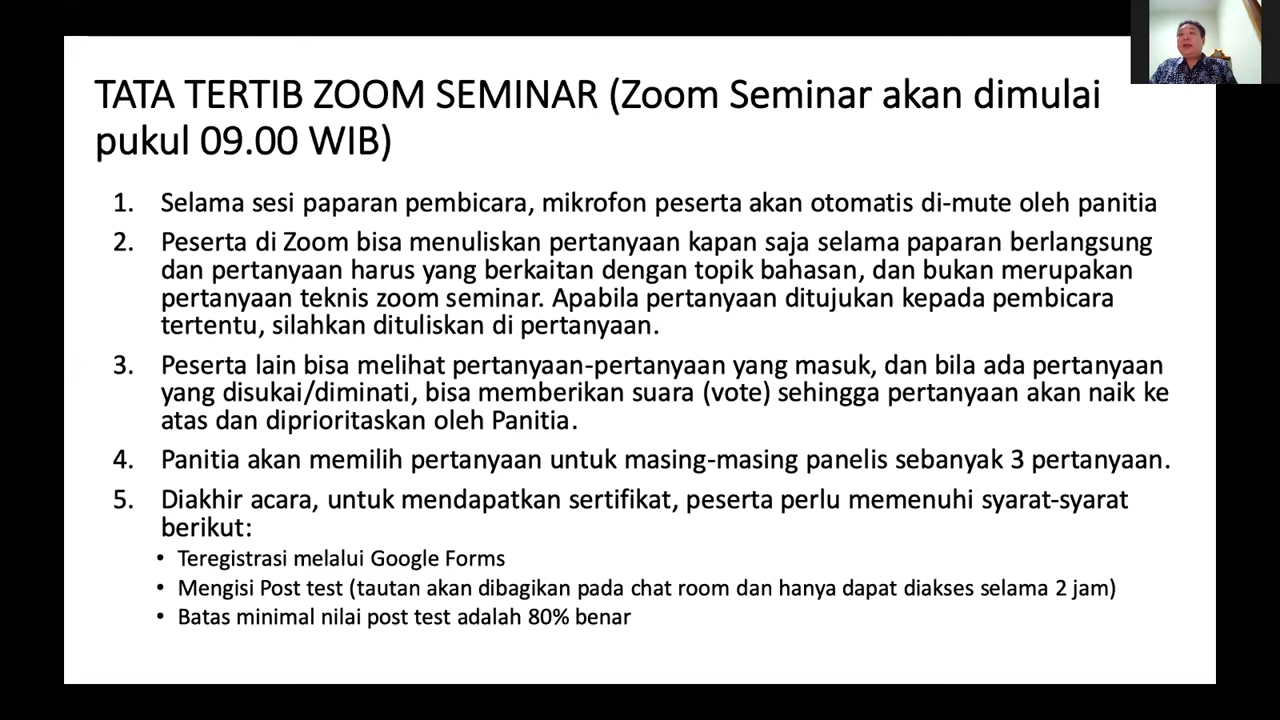 TATA TERTIB ZOOM SEMINAR (Zoom Seminar akan dimulai
pukul 09.00 WIB)
1. Selama sesi paparan pembicara, mikrofon peserta akan otomatis di-mute oleh panitia
2. Peserta di Zoom bisa menuliskan pertanyaan kapan saja selama paparan berlangsung
dan pertanyaan harus yang berkaitan dengan topik bahasan, dan bukan merupakan
pertanyaan teknis zoom seminar. Apabila pertanyaan ditujukan kepada pembicara
tertentu, silahkan dituliskan di pertanyaan.
3. Peserta lain bisa melihat pertanyaan-pertanyaan yang masuk, dan bila ada pertanyaan
yang disukai/diminati, bisa memberikan suara (vote) sehingga pertanyaan akan naik ke
atas dan diprioritaskan oleh Panitia.
4. Panitia akan memilih pertanyaan untuk masing-masing panelis sebanyak 3 pertanyaan.
5. Diakhir acara, untuk mendapatkan sertifikat, peserta perlu memenuhi syarat-syarat
berikut:
• Teregistrasi melalui Google Forms
• Mengisi Post test (tautan akan dibagikan pada chat room dan hanya dapat diakses selama 2 jam)
• Batas minimal nilai post test adalah 80% benar